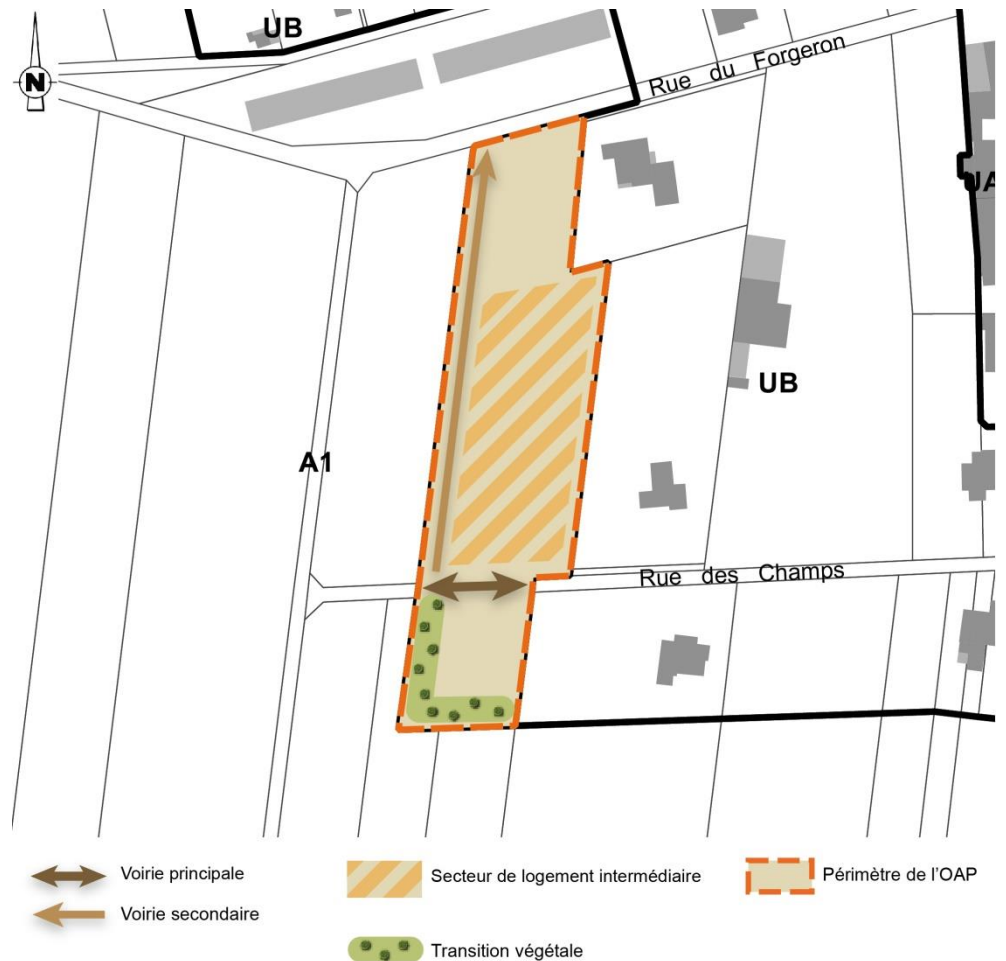 UB
N
Rue du Forgeron
UA
UB
A1
Rue des Champs
Voirie principale
Secteur de logement intermédiaire
Périmètre de l'OAP
Voirie secondaire
Transition végétale